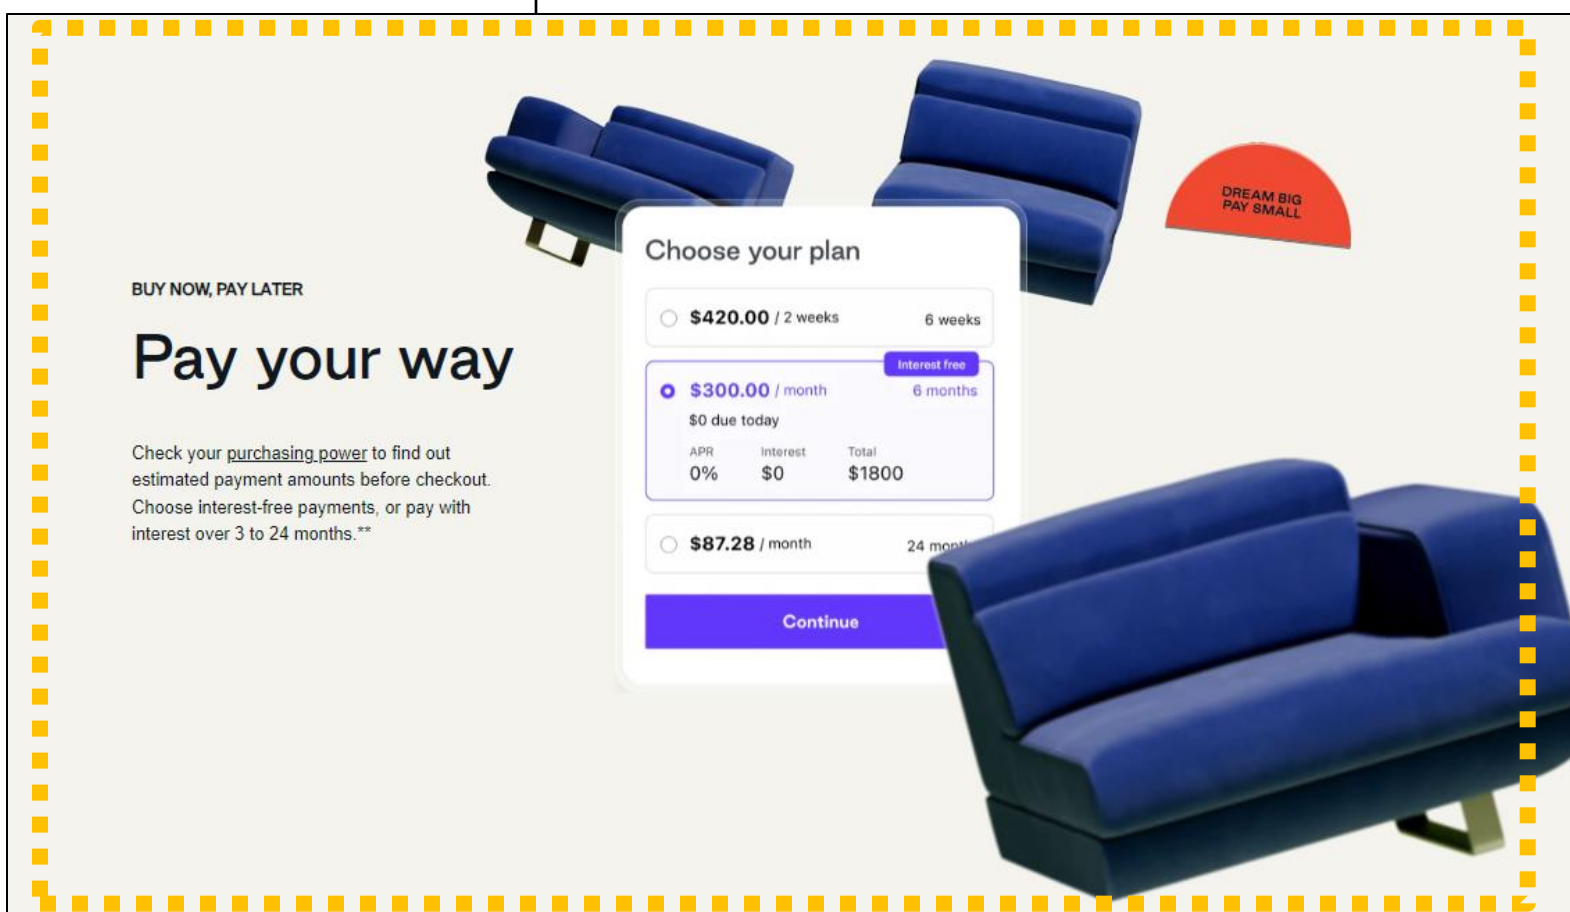 DREAM BIG
PAY SMALL
BUY NOW, PAY LATER
Pay your way
Check your purchasing power to find out
estimated payment amounts before checkout.
Choose interest-free payments, or pay with
interest over 3 to 24 months.**
Choose your plan
$420.00 / 2 weeks 6 weeks
Interest free
$300.00 / month 6 months
$0 due today
APR Interest Total
0% $0 $1800
$87.28 / month 24 months
Continue